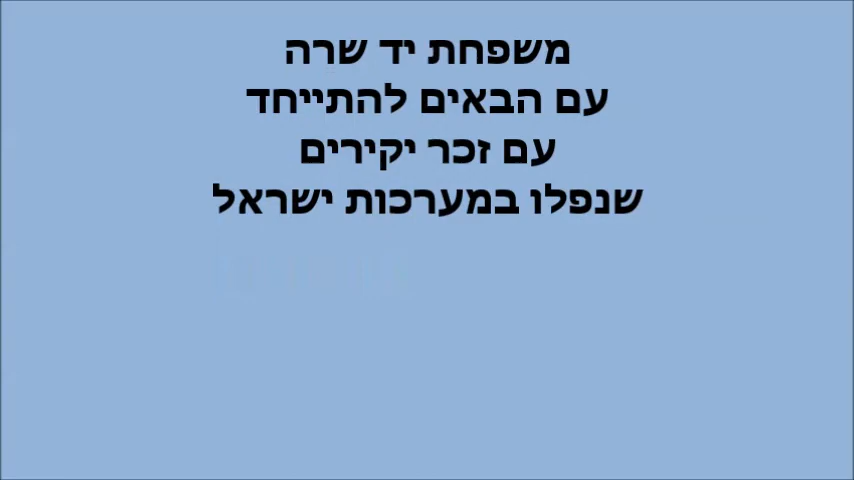 משפחת יד שרה
עם הבאים להתייחד
עם זכר יקירים
שנפלו במערכות ישראל